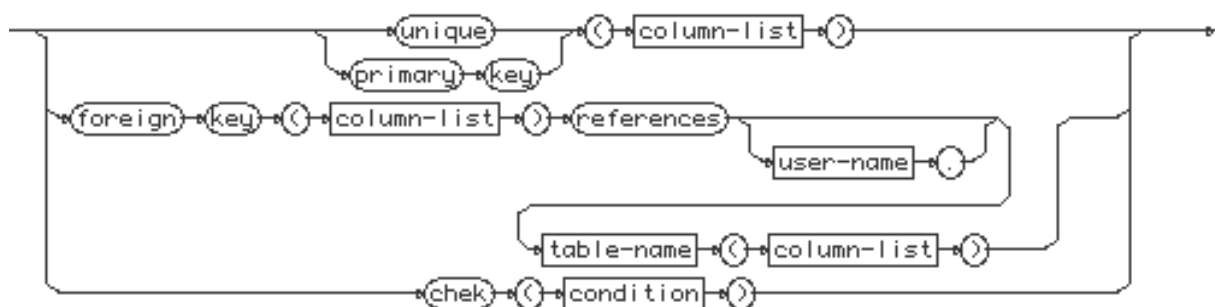 unique ( column-list )
primary key
foreign key ( column-list ) references
user-name .
table-name ( column-list )
chek ( condition )